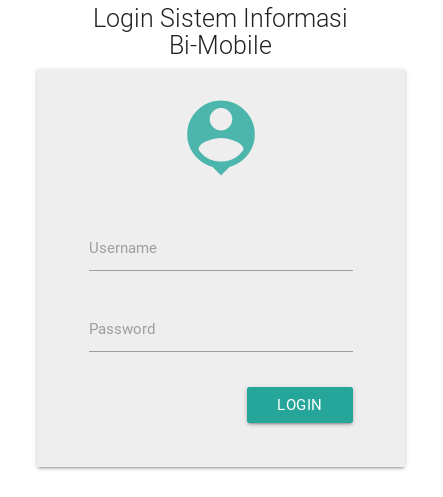 Login Sistem Informasi
Bi-Mobile
Username
Password
LOGIN